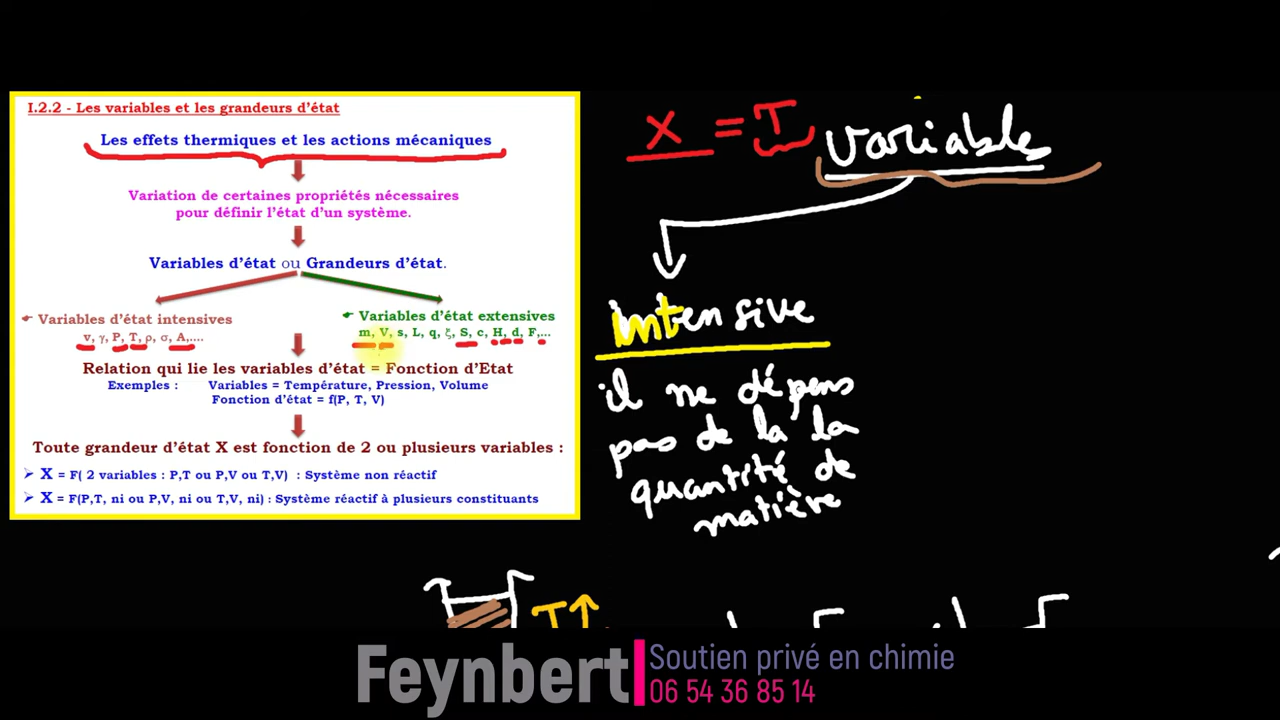 I.2.2 - Les variables et les grandeurs d'état
Les effets thermiques et les actions mécaniques
Variation de certaines propriétés nécessaires
pour définir l'état d'un système.
Variables d'état ou Grandeurs d'état.
Variables d'état intensives
v, γ, P, T, ρ, σ, A,....
Variables d'état extensives
m, V, s, L, q, ξ, S, c, H, d, F,...
Relation qui lie les variables d'état = Fonction d'Etat
Exemples : Variables = Température, Pression, Volume
Fonction d'état = f(P, T, V)
Toute grandeur d'état X est fonction de 2 ou plusieurs variables :
X = F( 2 variables : P,T ou P,V ou T,V) : Système non réactif
X = F(P,T, ni ou P,V, ni ou T,V, ni) : Système réactif à plusieurs constituants
X = T variables
intensive
il ne dépens
pas de la la
quantité de
matière
T↑
Feynbert
Soutien privé en chimie
06 54 36 85 14